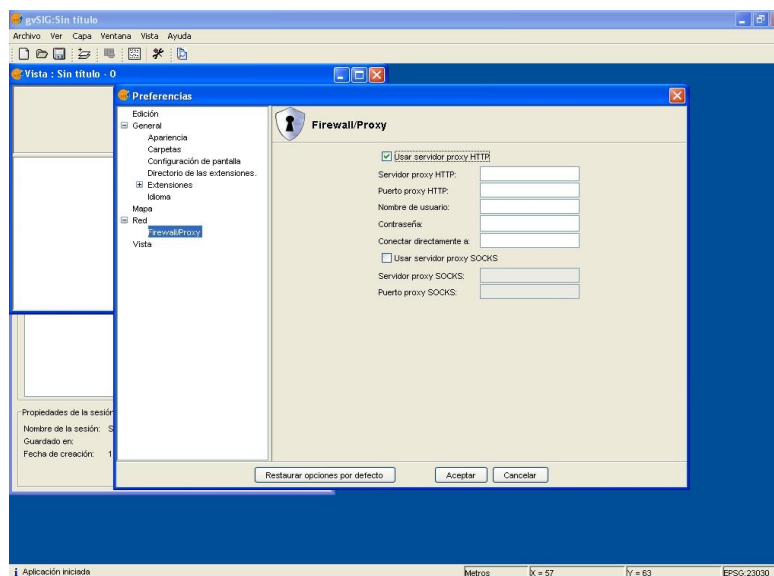 gvSIG:Sin título
Archivo Ver Capa Ventana Vista Ayuda
Vista : Sin título - 0
Preferencias
Edición
General
Apariencia
Carpetas
Configuración de pantalla
Directorio de las extensiones.
Extensiones
Idioma
Mapa
Red
Firewall/Proxy
Vista
Firewall/Proxy
Usar servidor proxy HTTP
Servidor proxy HTTP:
Puerto proxy HTTP:
Nombre de usuario:
Contraseña:
Conectar directamente a:
Usar servidor proxy SOCKS
Servidor proxy SOCKS:
Puerto proxy SOCKS:
Restaurar opciones por defecto
Aceptar
Cancelar
Propiedades de la sesión
Nombre de la sesión: S
Guardado en:
Fecha de creación: 1
Aplicación iniciada
Metros
X = 57
Y = 63
EPSG:23030